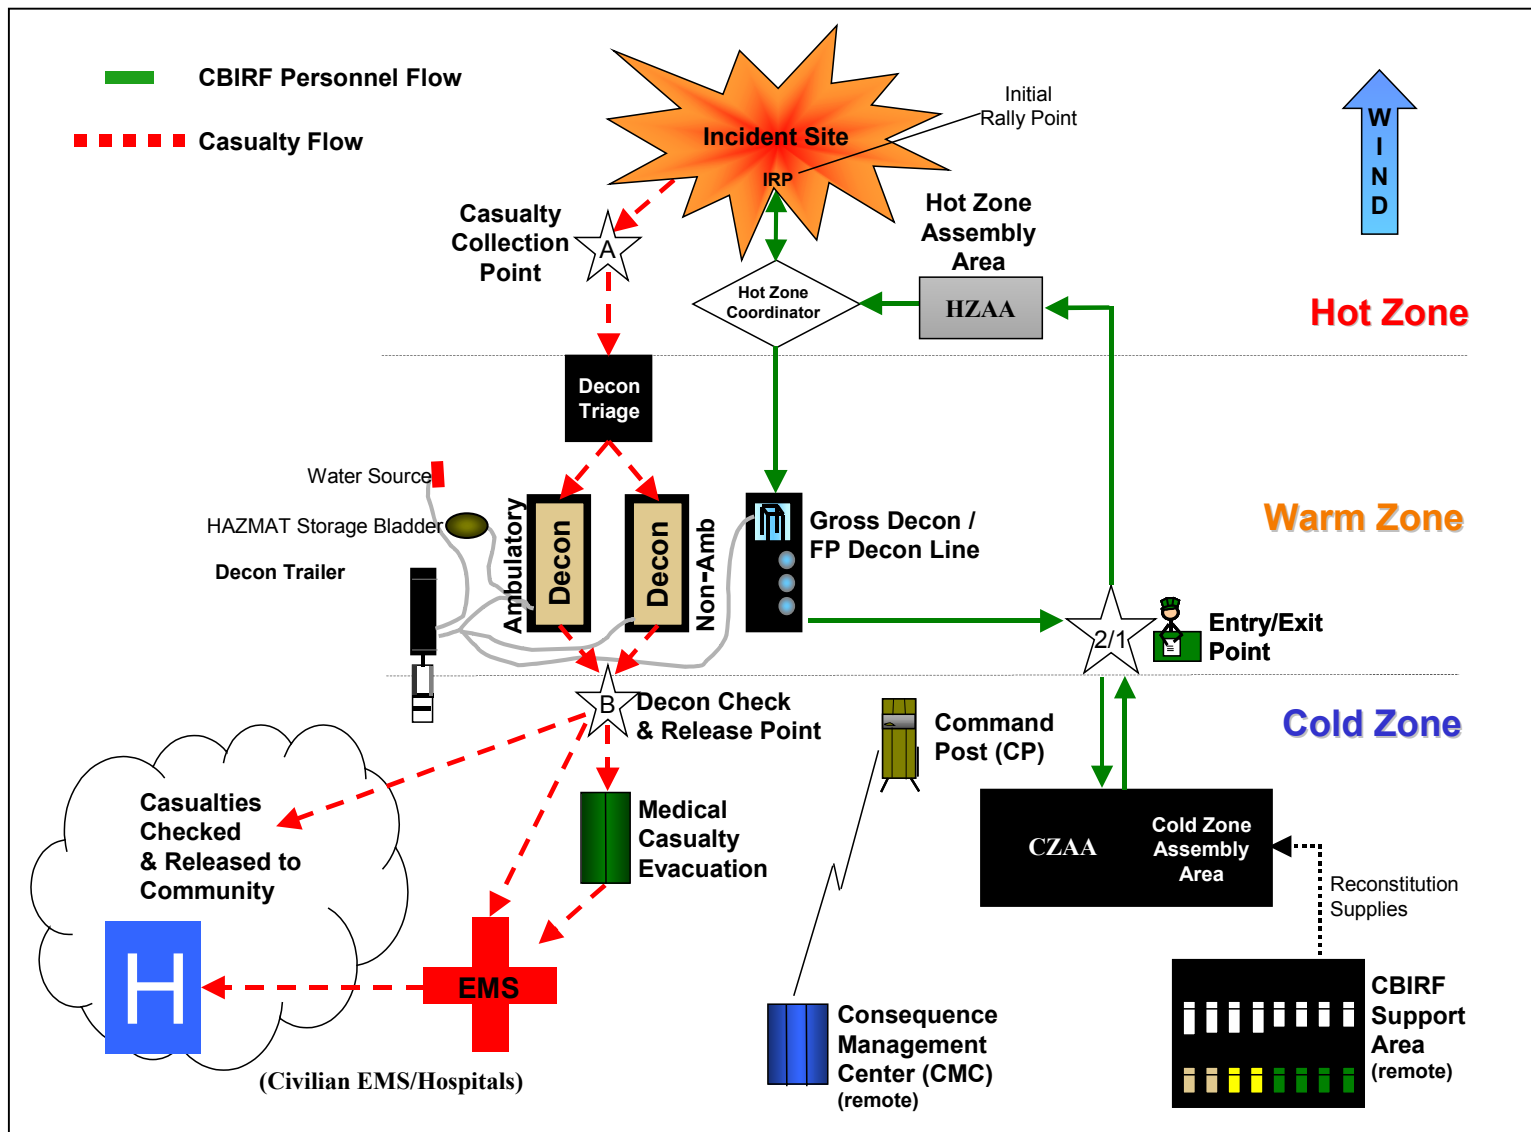 CBIRF Personnel Flow
Casualty Flow
Incident Site
IRP
Initial
Rally Point
W
I
N
D
Casualty
Collection
Point
A
Hot Zone
Assembly
Area
Hot Zone
Coordinator
HZAA
Hot Zone
Decon
Triage
Water Source
HAZMAT Storage Bladder
Decon Trailer
Ambulatory
Decon
Decon
Non-Amb
Gross Decon /
FP Decon Line
Warm Zone
2/1
Entry/Exit
Point
B
Decon Check
& Release Point
Command
Post (CP)
Cold Zone
Casualties
Checked
& Released to
Community
Medical
Casualty
Evacuation
CZAA
Cold Zone
Assembly
Area
Reconstitution
Supplies
H
EMS
(Civilian EMS/Hospitals)
Consequence
Management
Center (CMC)
(remote)
CBIRF
Support
Area
(remote)